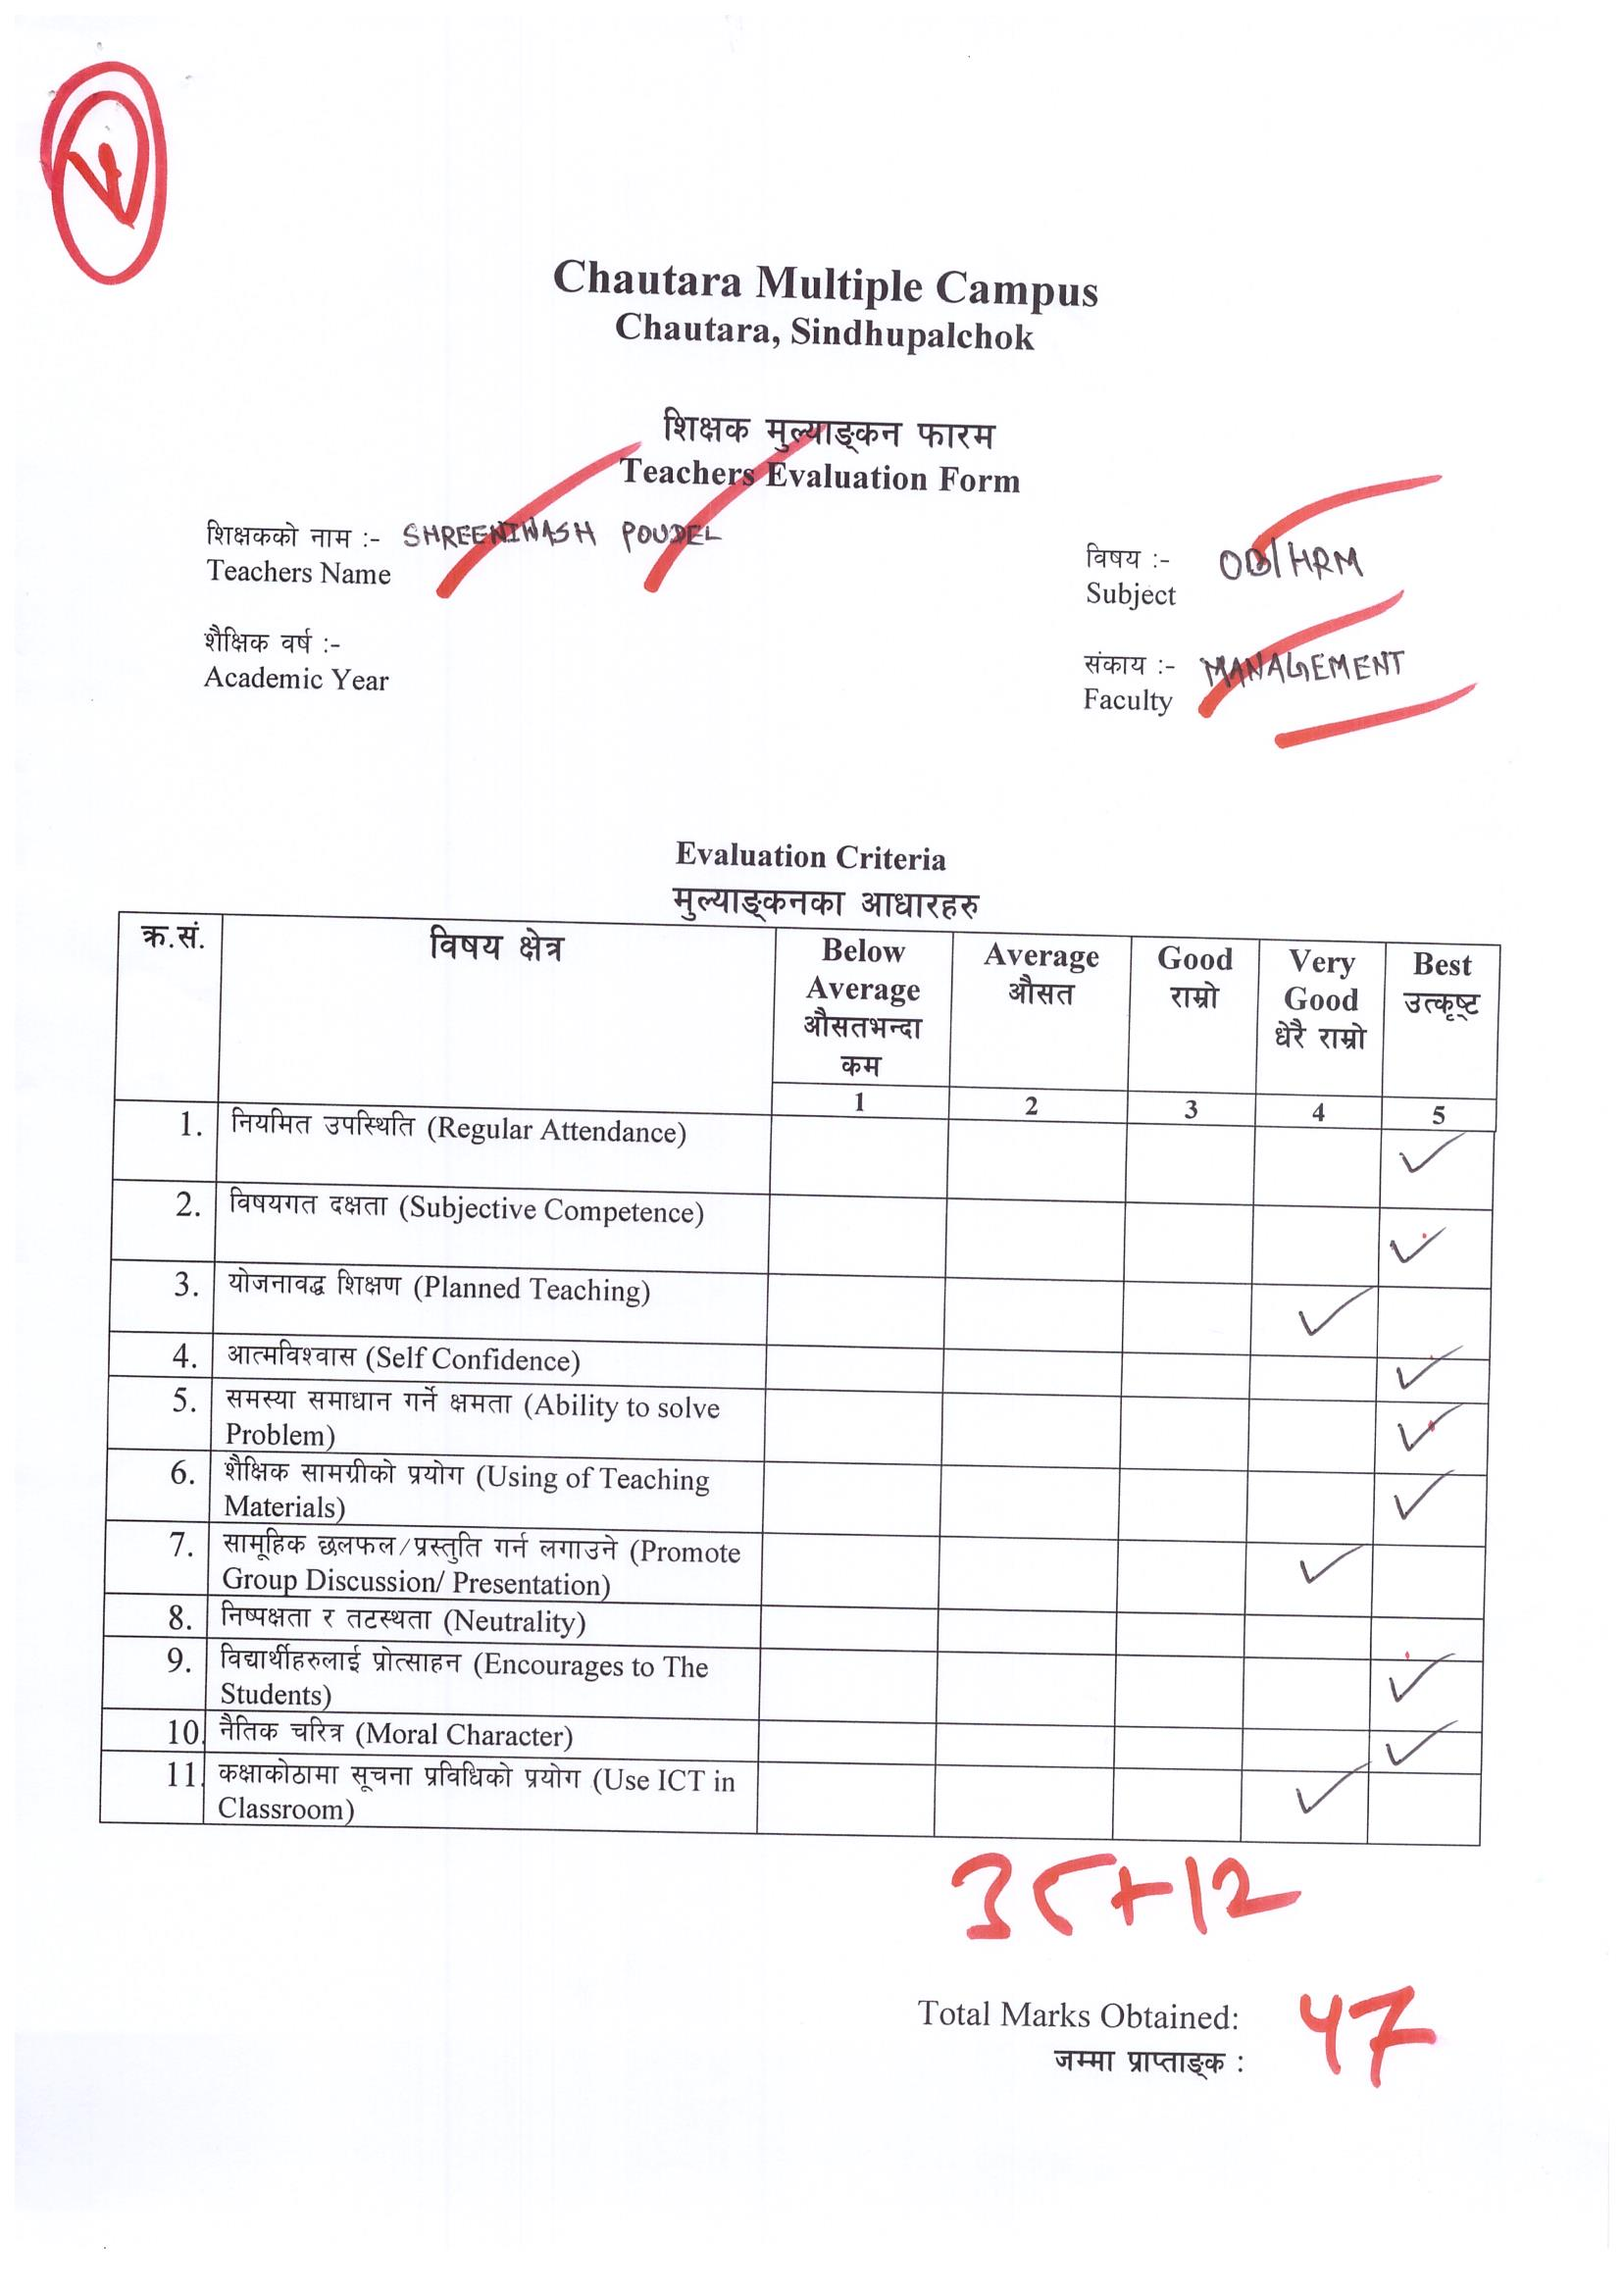 Chautara Multiple Campus
Chautara, Sindhupalchok
शिक्षक मुल्याङ्कन फारम
Teachers Evaluation Form
शिक्षकको नाम :- SHREENIWASH POUDEL
Teachers Name
विषय :- OB/HRM
Subject
शैक्षिक वर्ष :-
Academic Year
संकाय :- MANAGEMENT
Faculty
Evaluation Criteria
मुल्याङ्कनका आधारहरु
क्र.सं. विषय क्षेत्र Below Average औसतभन्दा कम Average औसत Good राम्रो Very Good धेरै राम्रो Best उत्कृष्ट
1 2 3 4 5
1. नियमित उपस्थिति (Regular Attendance) ✓
2. विषयगत दक्षता (Subjective Competence) ✓
3. योजनावद्ध शिक्षण (Planned Teaching) ✓
4. आत्मविश्वास (Self Confidence) ✓
5. समस्या समाधान गर्ने क्षमता (Ability to solve
Problem) ✓
6. शैक्षिक सामग्रीको प्रयोग (Using of Teaching
Materials) ✓
7. सामूहिक छलफल/प्रस्तुति गर्न लगाउने (Promote
Group Discussion/ Presentation) ✓
8. निष्पक्षता र तटस्थता (Neutrality)
9. विद्यार्थीहरुलाई प्रोत्साहन (Encourages to The
Students) ✓
10. नैतिक चरित्र (Moral Character) ✓
11. कक्षाकोठामा सूचना प्रविधिको प्रयोग (Use ICT in
Classroom) ✓
35+12
Total Marks Obtained: 47
जम्मा प्राप्ताङ्क :